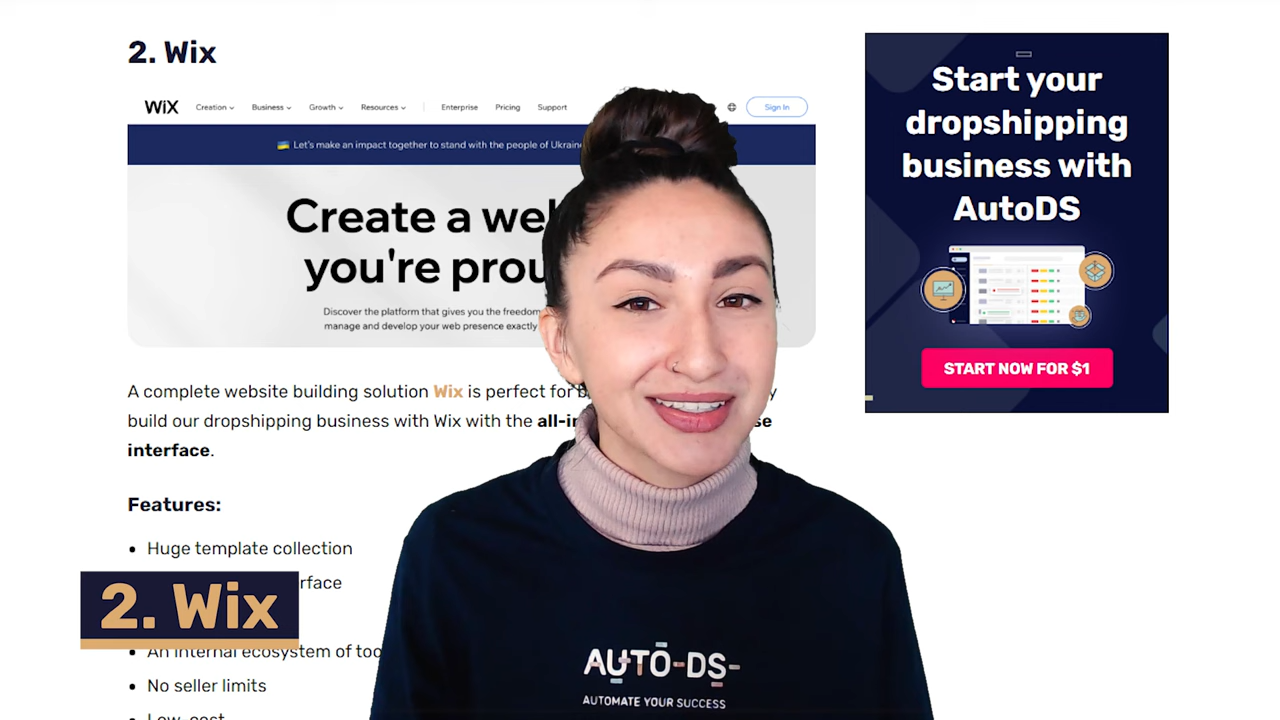 2. Wix
WiX Creation Business Growth Resources Enterprise Pricing Support Sign In
Let's make an impact together to stand with the people of Ukraine
Create a web
you're prou
Discover the platform that gives you the freedom
manage and develop your web presence exactly
A complete website building solution Wix is perfect for
build our dropshipping business with Wix with the
interface.
Features:
Huge template collection
rface
2. Wix
An internal ecosystem of too
No seller limits
Low-cost
Start your
dropshipping
business with
AutoDS
START NOW FOR $1
AUTO-DS-
AUTOMATE YOUR SUCCESS